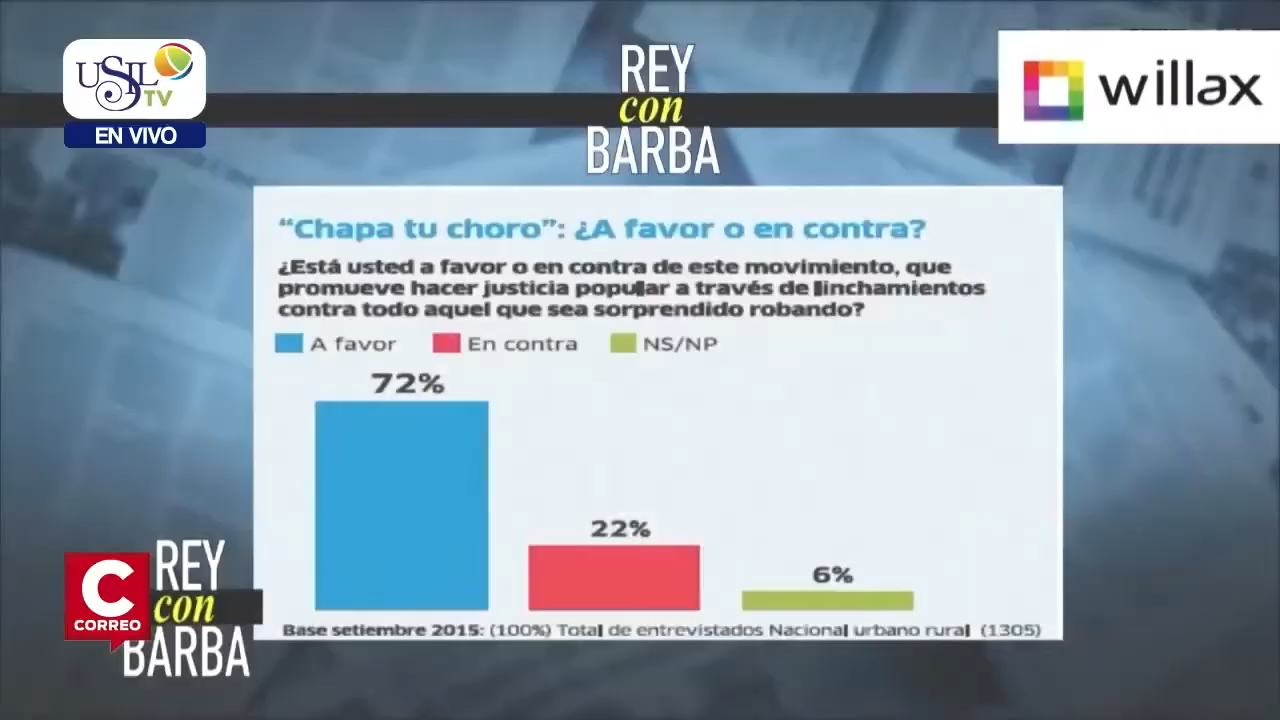 USIL
TV
EN VIVO
REY
con
BARBA
willax
“Chapa tu choro”: ¿A favor o en contra?
¿Está usted a favor o en contra de este movimiento, que
promueve hacer justicia popular a través de linchamientos
contra todo aquel que sea sorprendido robando?
A favor
En contra
NS/NP
72%
22%
6%
Base setiembre 2015: (100%) Total de entrevistados Nacional urbano rural (1305)
C
CORREO
REY
con
BARBA